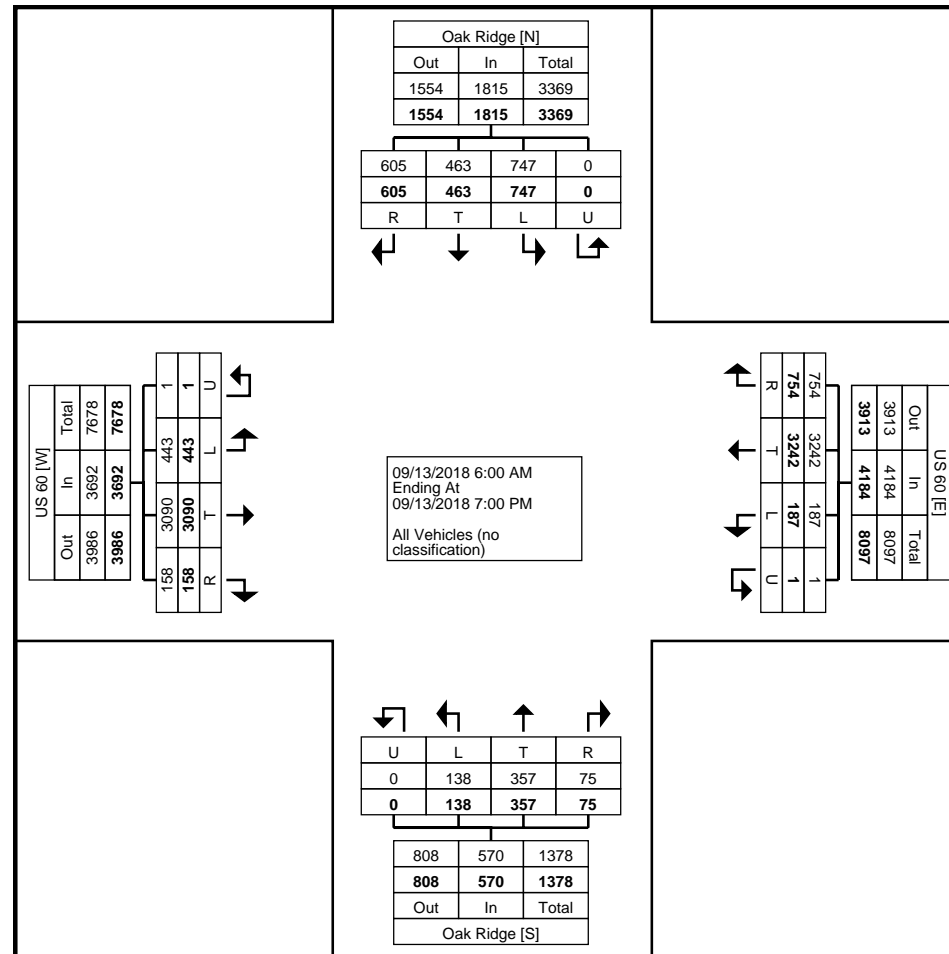 Oak Ridge [N]
Out In Total
1554 1815 3369
1554 1815 3369
605 463 747 0
605 463 747 0
R T L U
US 60 [W]
Total In Out
7678 3692 3986
7678 3692 3986
1 443 3090 158
1 443 3090 158
U L T R
09/13/2018 6:00 AM
Ending At
09/13/2018 7:00 PM
All Vehicles (no
classification)
US 60 [E]
Out In Total
3913 4184 8097
3913 4184 8097
754 3242 187 1
754 3242 187 1
R T L U
U L T R
0 138 357 75
0 138 357 75
808 570 1378
808 570 1378
Out In Total
Oak Ridge [S]